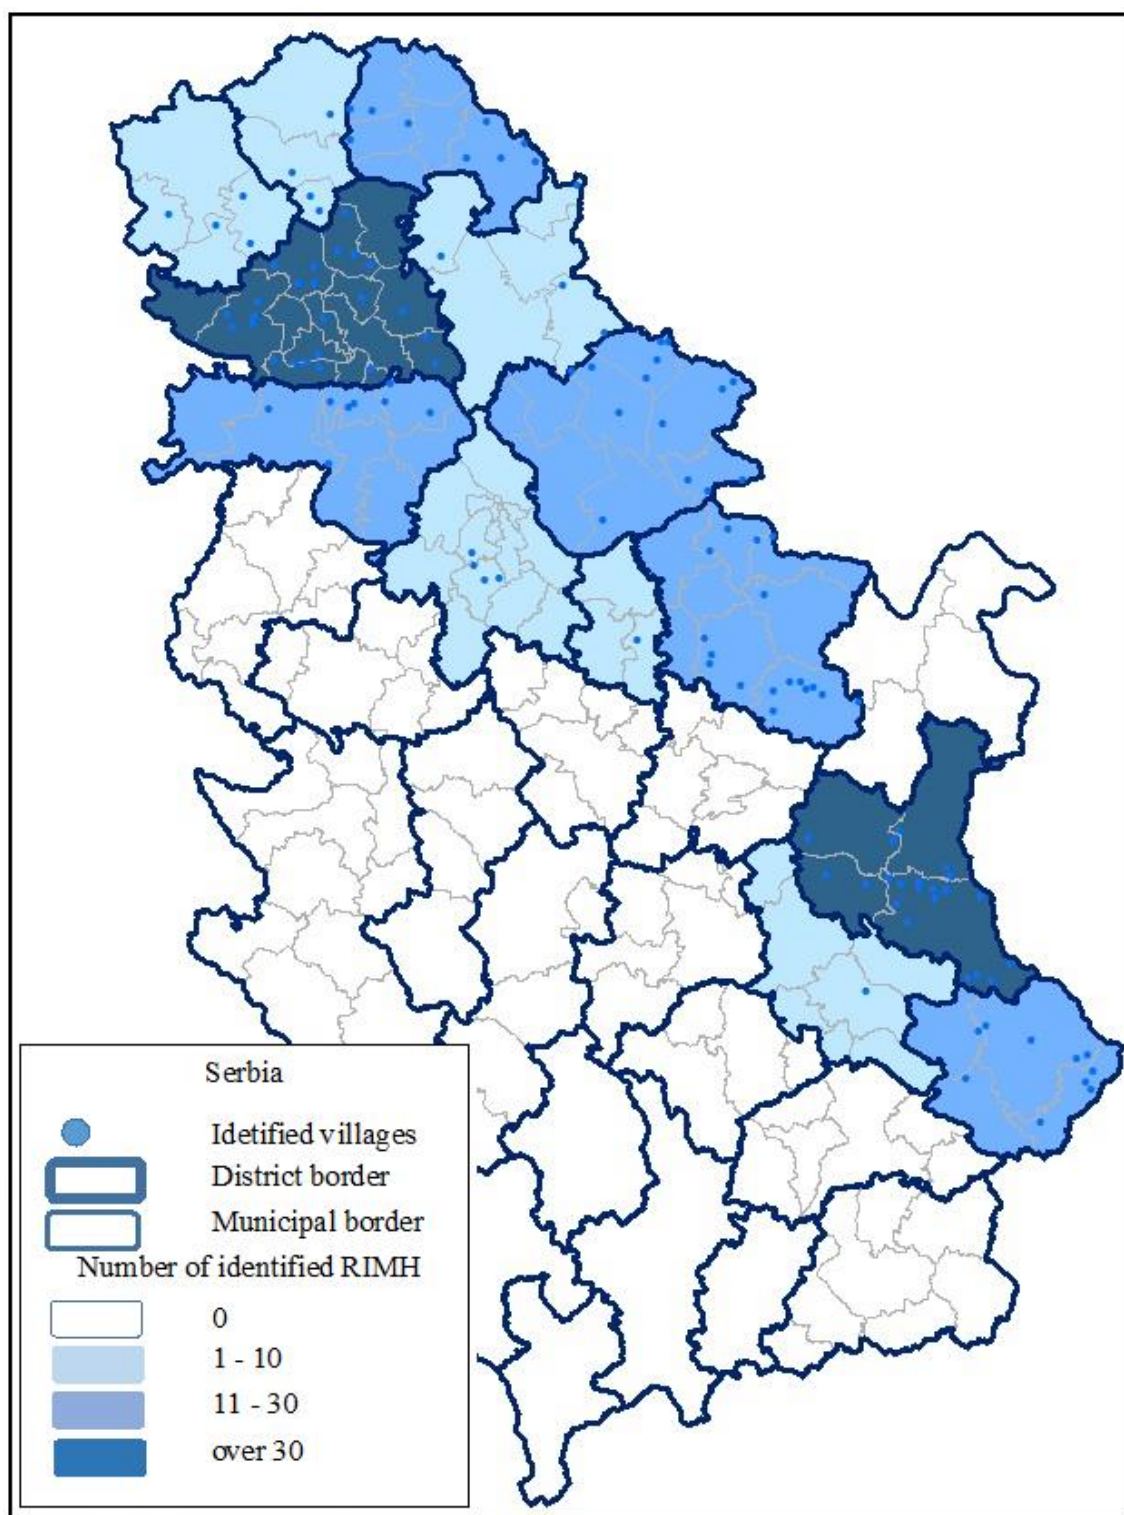 Serbia
Idetified villages
District border
Municipal border
Number of identified RIMH
0
1 - 10
11 - 30
over 30